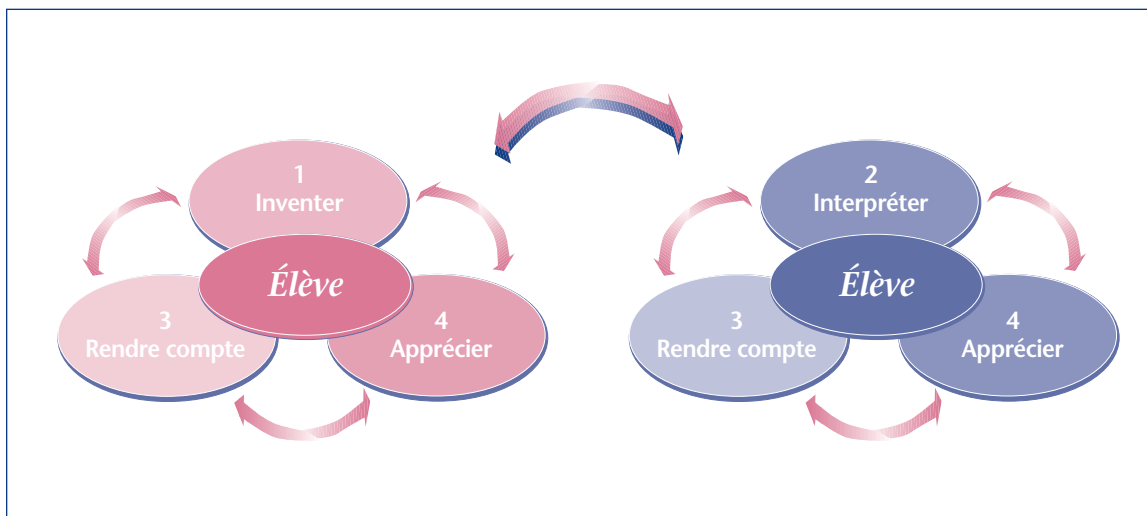 1
Inventer
Élève
3
Rendre compte
4
Apprécier
2
Interpréter
Élève
3
Rendre compte
4
Apprécier